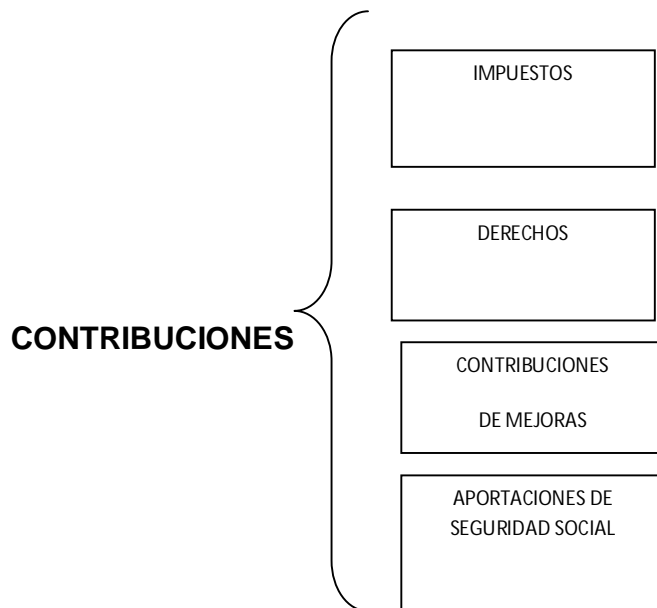 CONTRIBUCIONES
IMPUESTOS
DERECHOS
CONTRIBUCIONES
DE MEJORAS
APORTACIONES DE
SEGURIDAD SOCIAL